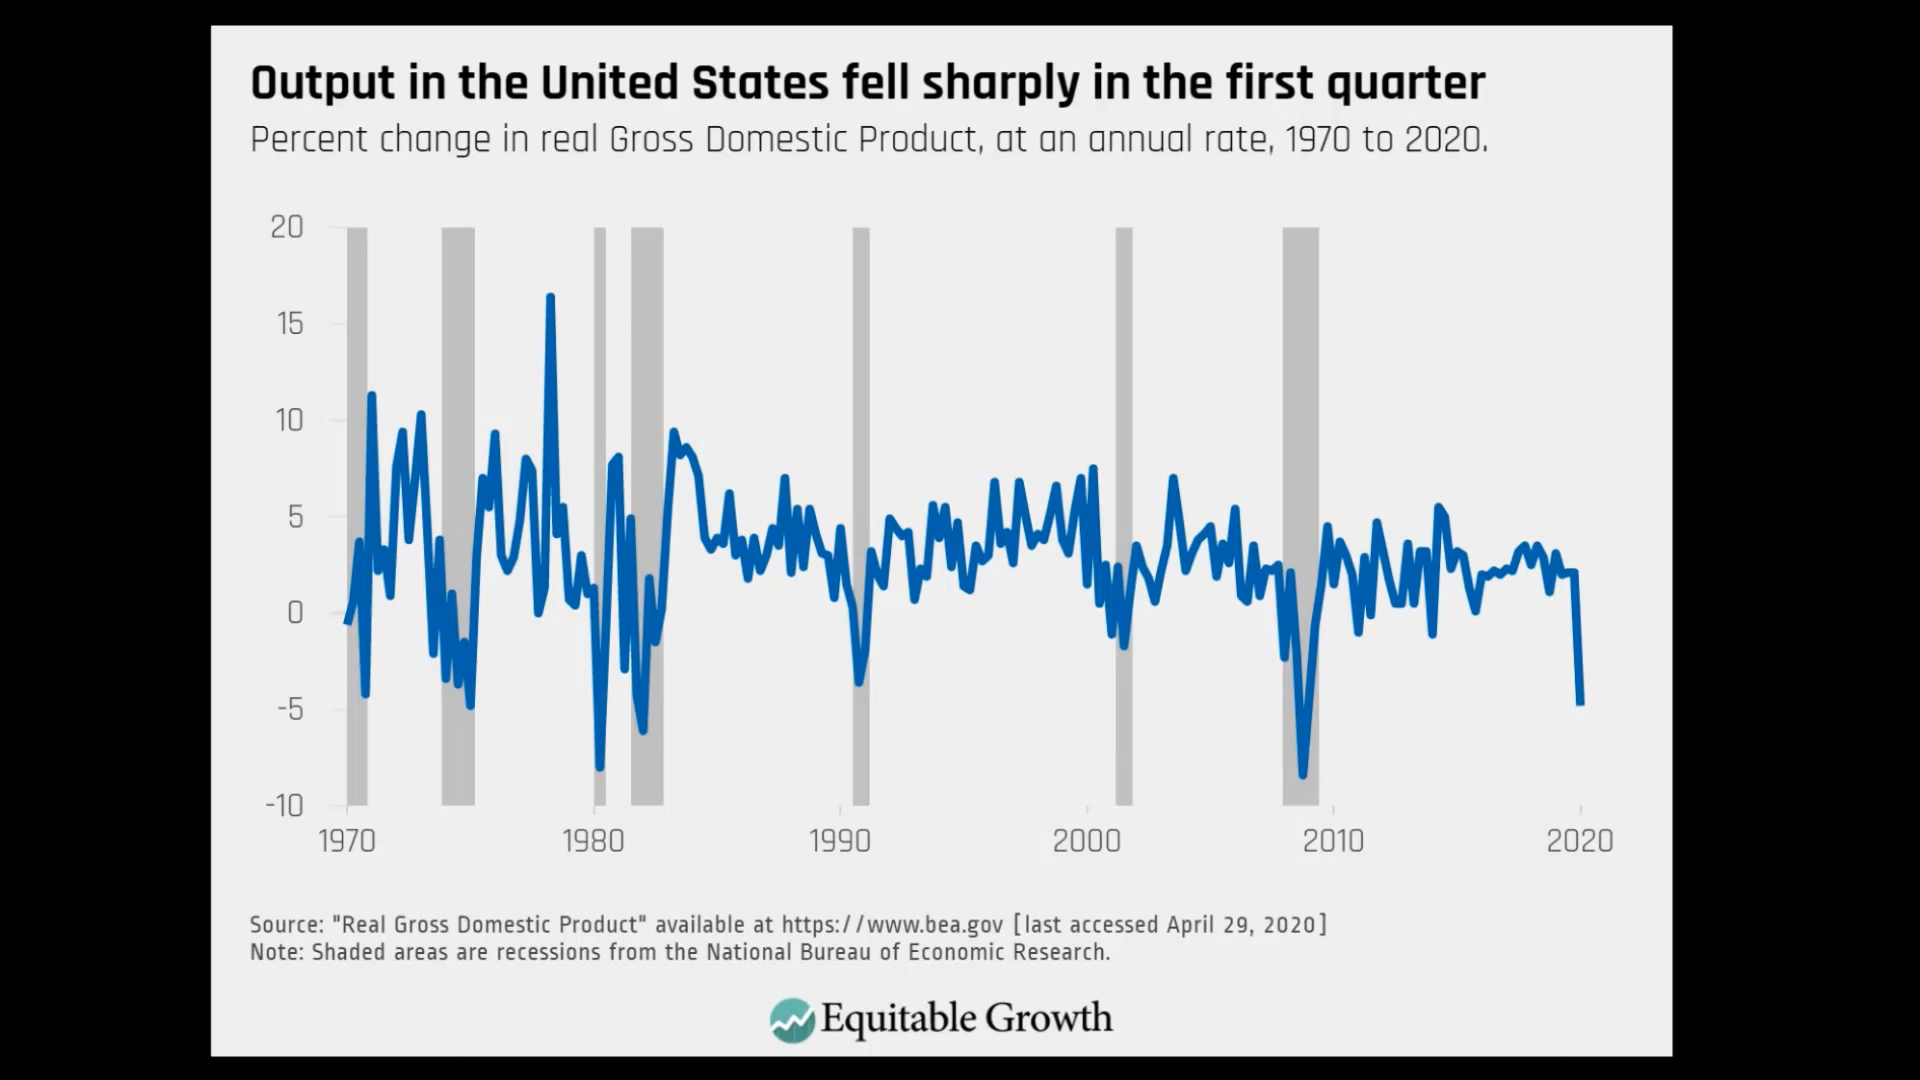 Output in the United States fell sharply in the first quarter
Percent change in real Gross Domestic Product, at an annual rate, 1970 to 2020.
20
15
10
5
0
-5
-10
1970 1980 1990 2000 2010 2020
Source: "Real Gross Domestic Product" available at https://www.bea.gov [last accessed April 29, 2020]
Note: Shaded areas are recessions from the National Bureau of Economic Research.
Equitable Growth